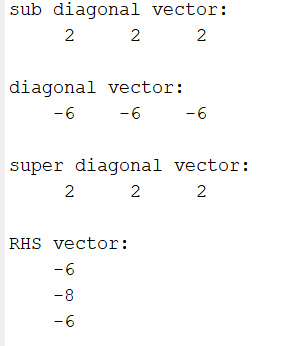 sub diagonal vector:
2 2 2
diagonal vector:
-6 -6 -6
super diagonal vector:
2 2 2
RHS vector:
-6
-8
-6